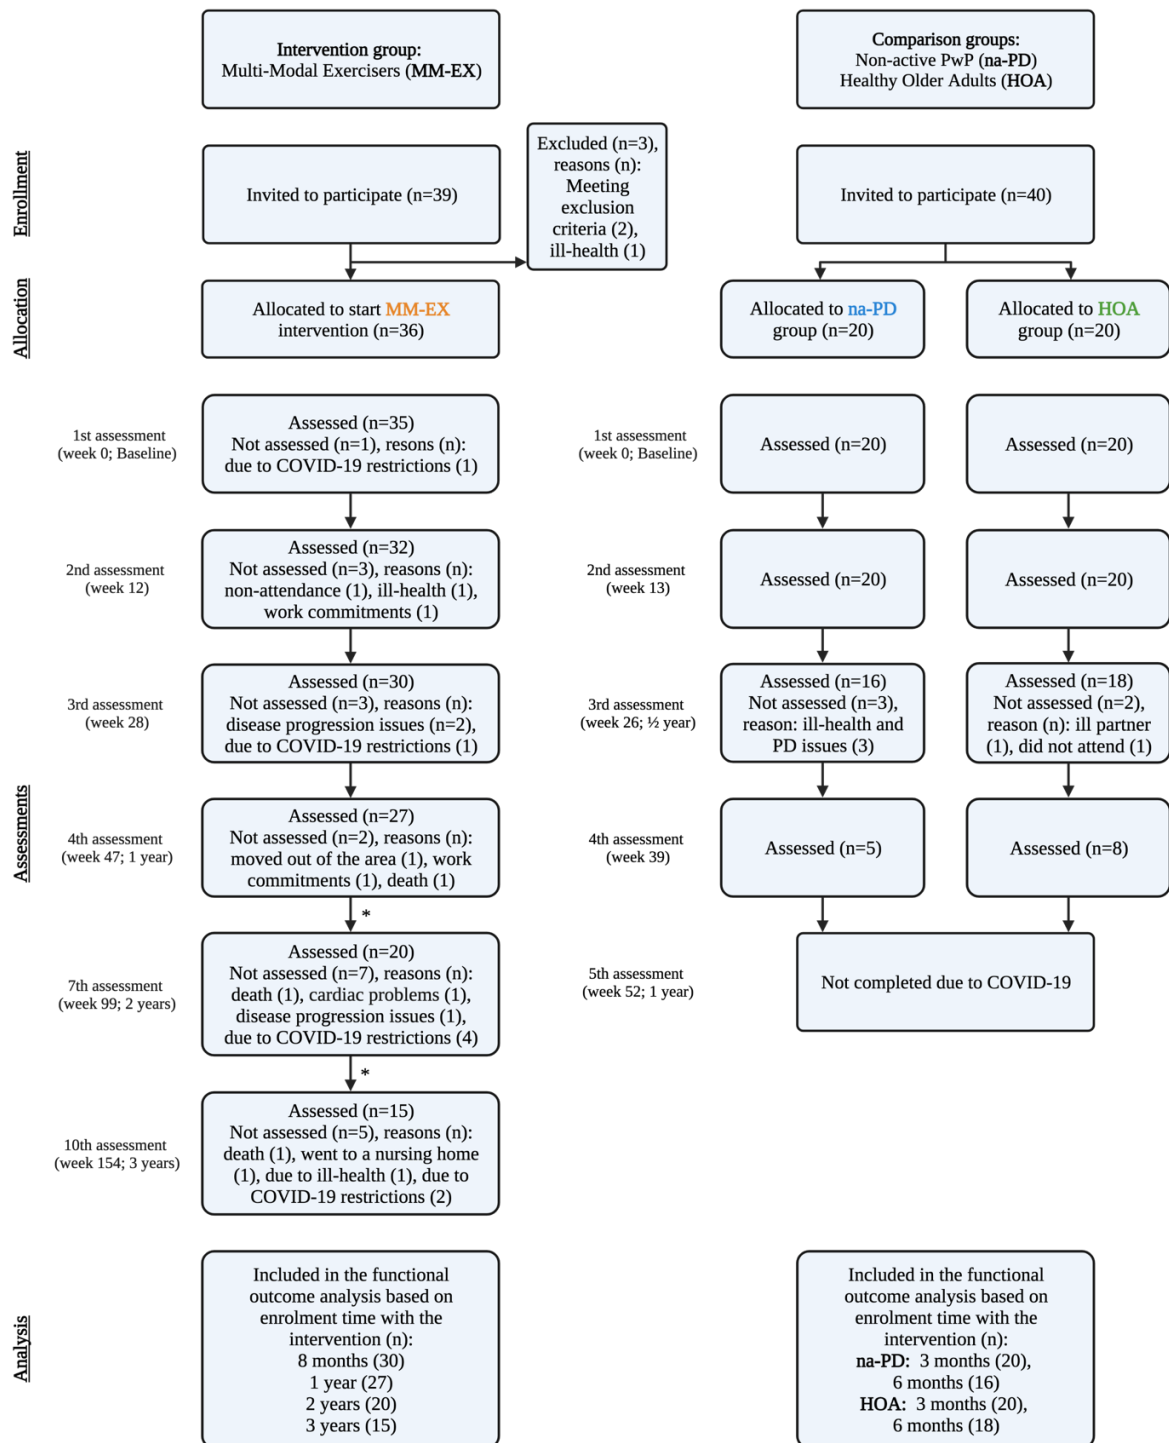 Intervention group:
Multi-Modal Exercisers (MM-EX)
Comparison groups:
Non-active PwP (na-PD)
Healthy Older Adults (HOA)
Enrollment
Invited to participate (n=39)
Excluded (n=3),
reasons (n):
Meeting
exclusion
criteria (2),
ill-health (1)
Invited to participate (n=40)
Allocation
Allocated to start MM-EX
intervention (n=36)
Allocated to na-PD
group (n=20)
Allocated to HOA
group (n=20)
Assessments
1st assessment
(week 0; Baseline)
Assessed (n=35)
Not assessed (n=1), resons (n):
due to COVID-19 restrictions (1)
1st assessment
(week 0; Baseline)
Assessed (n=20)
Assessed (n=20)
2nd assessment
(week 12)
Assessed (n=32)
Not assessed (n=3), reasons (n):
non-attendance (1), ill-health (1),
work commitments (1)
2nd assessment
(week 13)
Assessed (n=20)
Assessed (n=20)
3rd assessment
(week 28)
Assessed (n=30)
Not assessed (n=3), reasons (n):
disease progression issues (n=2),
due to COVID-19 restrictions (1)
3rd assessment
(week 26; ½ year)
Assessed (n=16)
Not assessed (n=3),
reason: ill-health and
PD issues (3)
Assessed (n=18)
Not assessed (n=2),
reason (n): ill partner
(1), did not attend (1)
4th assessment
(week 47; 1 year)
Assessed (n=27)
Not assessed (n=2), reasons (n):
moved out of the area (1), work
commitments (1), death (1)
4th assessment
(week 39)
Assessed (n=5)
Assessed (n=8)
*
7th assessment
(week 99; 2 years)
Assessed (n=20)
Not assessed (n=7), reasons (n):
death (1), cardiac problems (1),
disease progression issues (1),
due to COVID-19 restrictions (4)
5th assessment
(week 52; 1 year)
Not completed due to COVID-19
*
10th assessment
(week 154; 3 years)
Assessed (n=15)
Not assessed (n=5), reasons (n):
death (1), went to a nursing home
(1), due to ill-health (1), due to
COVID-19 restrictions (2)
Analysis
Included in the functional
outcome analysis based on
enrolment time with the
intervention (n):
8 months (30)
1 year (27)
2 years (20)
3 years (15)
Included in the functional
outcome analysis based on
enrolment time with the
intervention (n):
na-PD: 3 months (20),
6 months (16)
HOA: 3 months (20),
6 months (18)